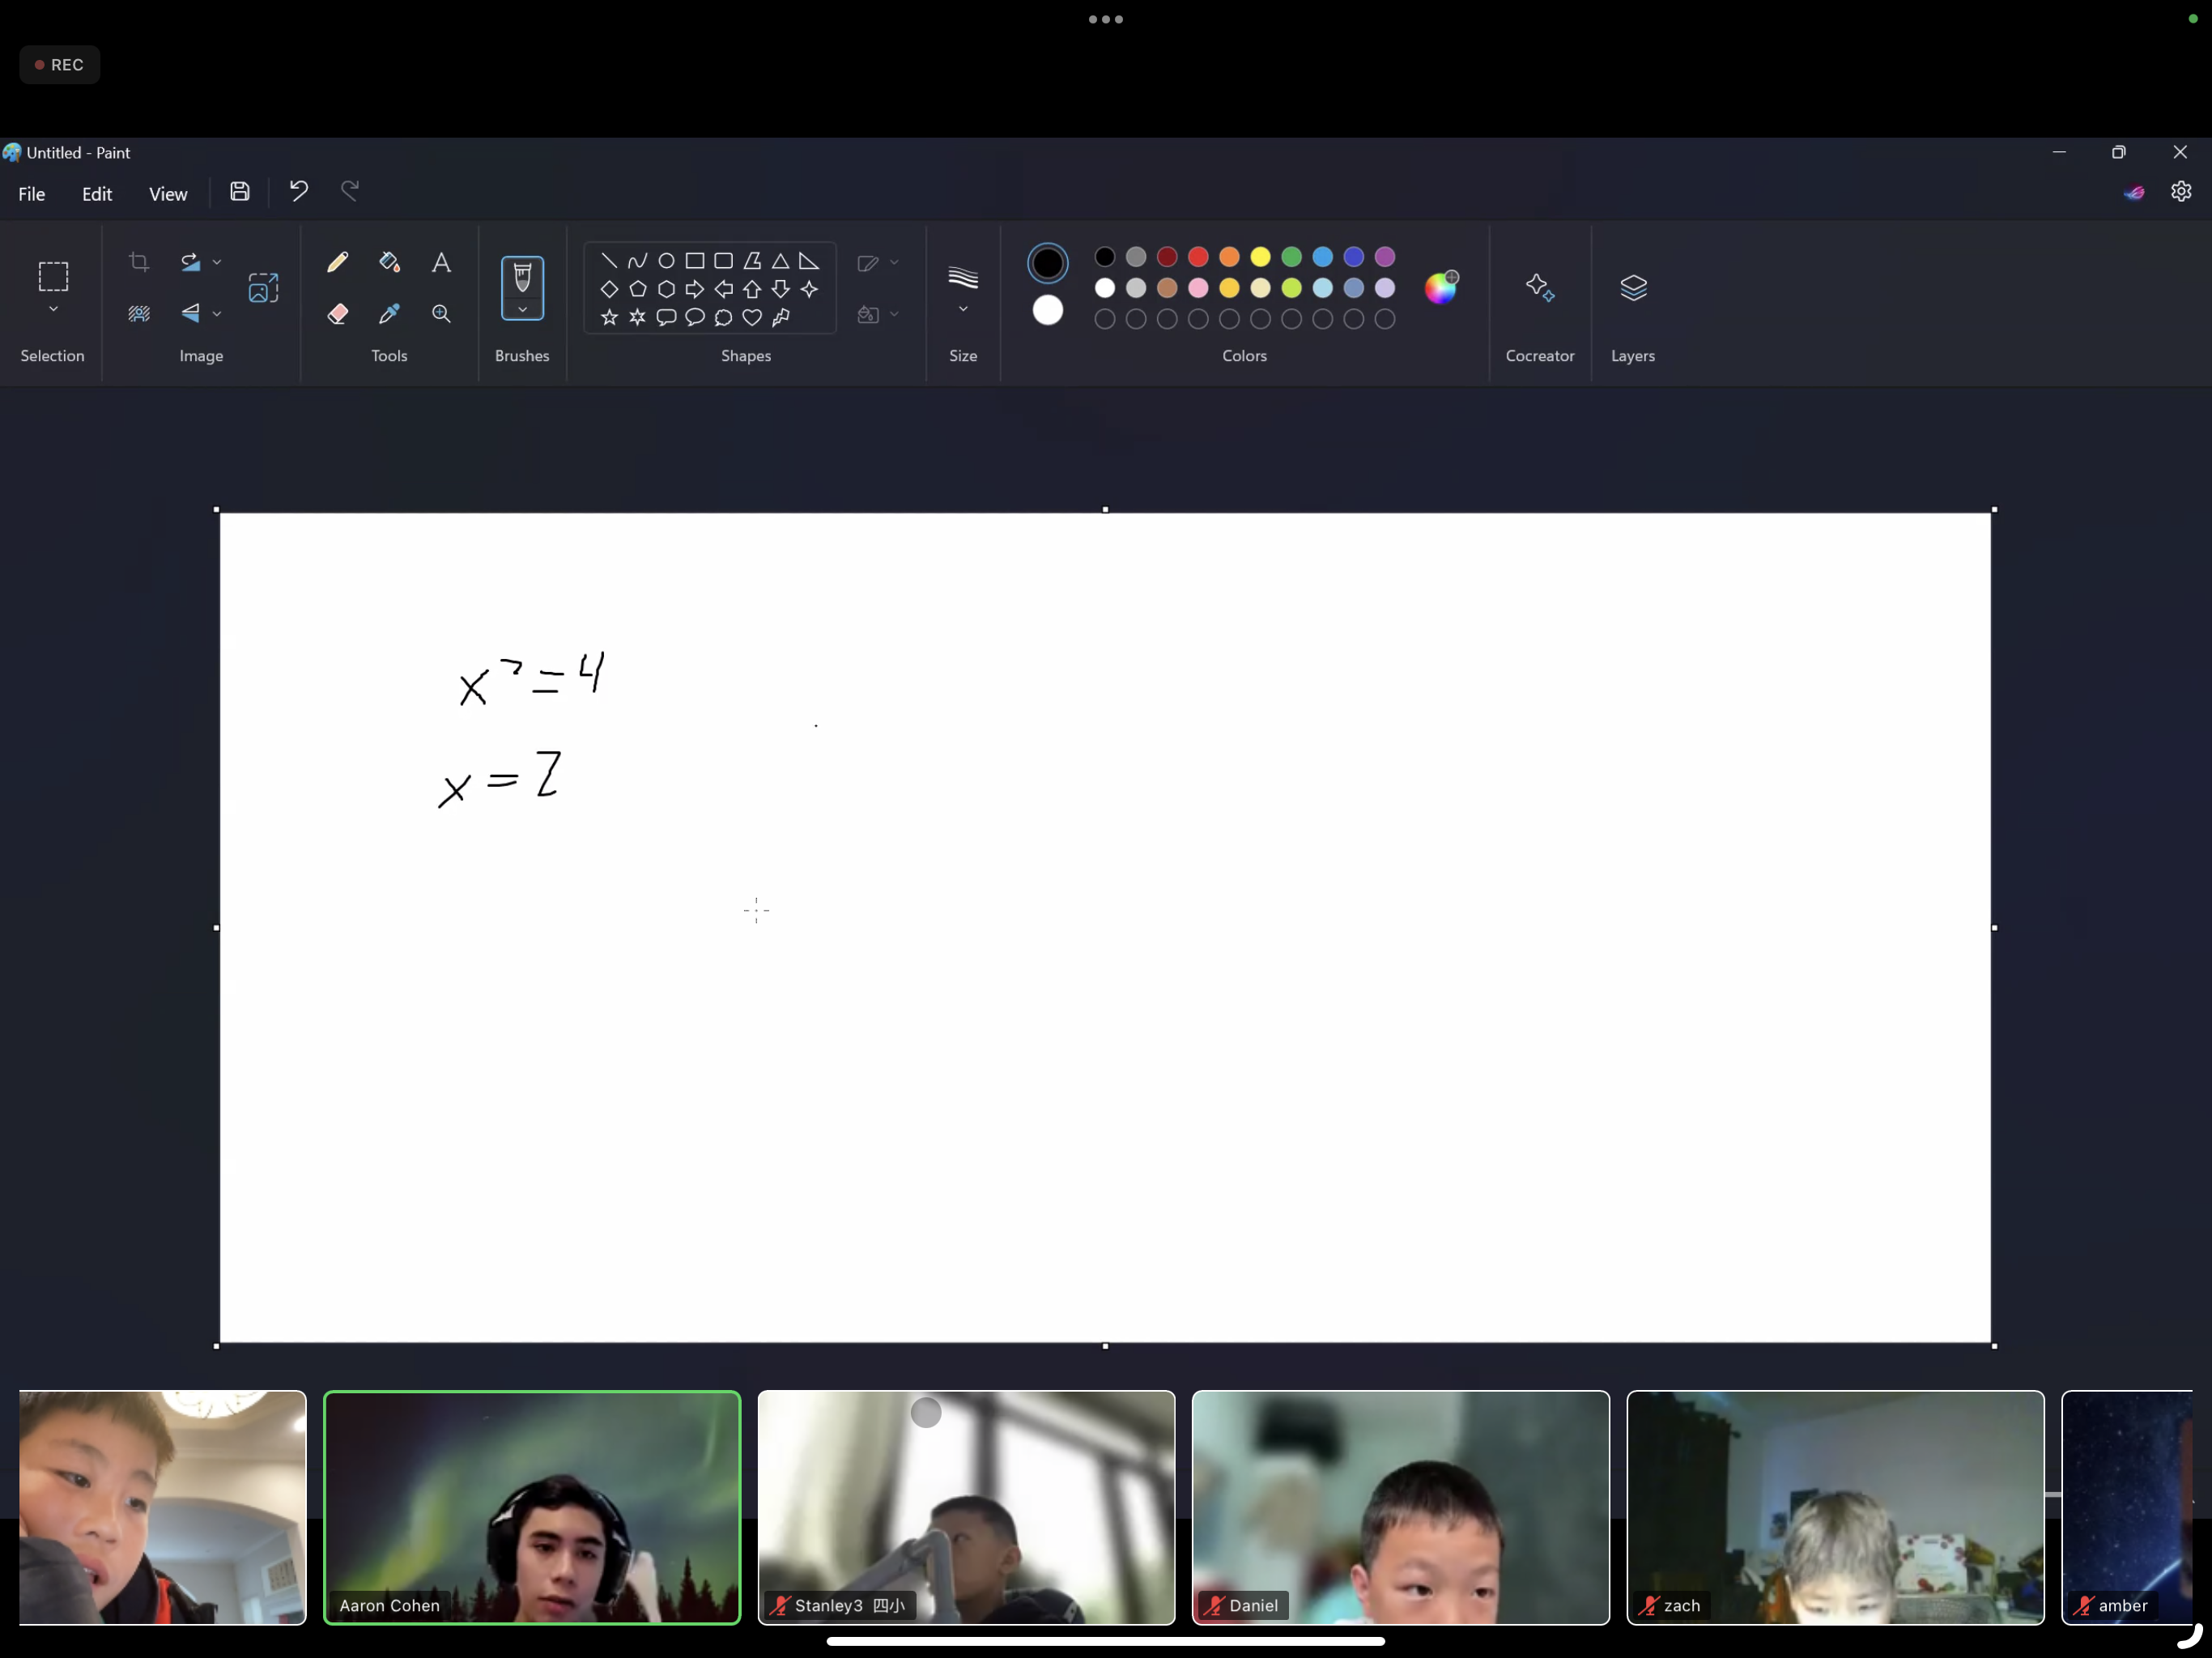 REC
Untitled - Paint
File Edit View
Selection Image Tools Brushes Shapes Size Colors Cocreator Layers
x²=4
x=2
Aaron Cohen
Stanley3 四小
Daniel
zach
amber